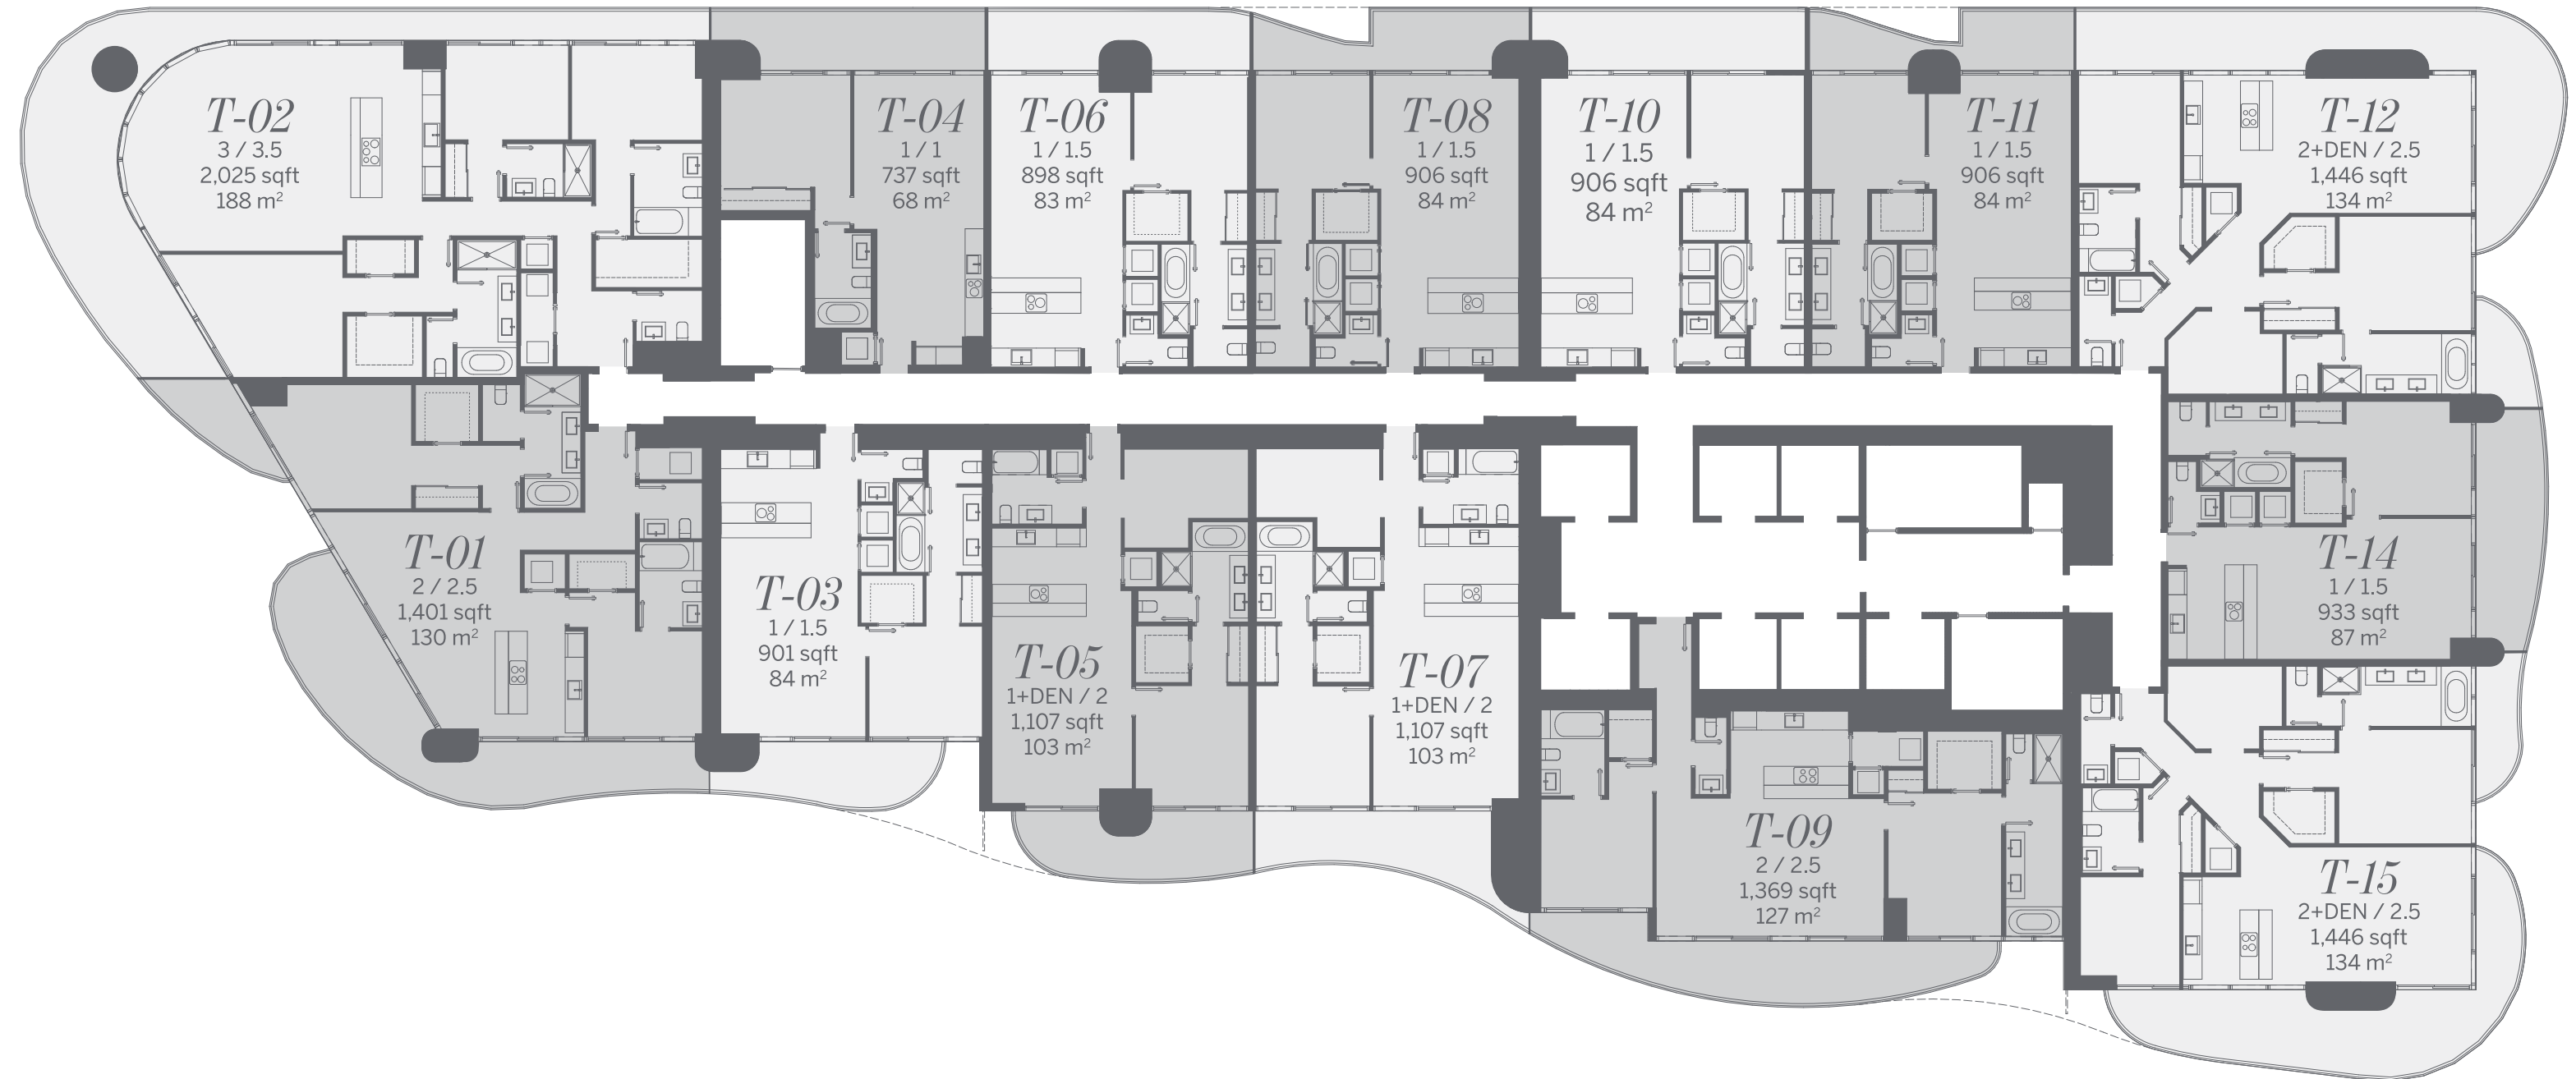 T-02
3 / 3.5
2,025 sqft
188 m²
T-04
1 / 1
737 sqft
68 m²
T-06
1 / 1.5
898 sqft
83 m²
T-08
1 / 1.5
906 sqft
84 m²
T-10
1 / 1.5
906 sqft
84 m²
T-11
1 / 1.5
906 sqft
84 m²
T-12
2+DEN / 2.5
1,446 sqft
134 m²
T-01
2 / 2.5
1,401 sqft
130 m²
T-03
1 / 1.5
901 sqft
84 m²
T-05
1+DEN / 2
1,107 sqft
103 m²
T-07
1+DEN / 2
1,107 sqft
103 m²
T-09
2 / 2.5
1,369 sqft
127 m²
T-14
1 / 1.5
933 sqft
87 m²
T-15
2+DEN / 2.5
1,446 sqft
134 m²